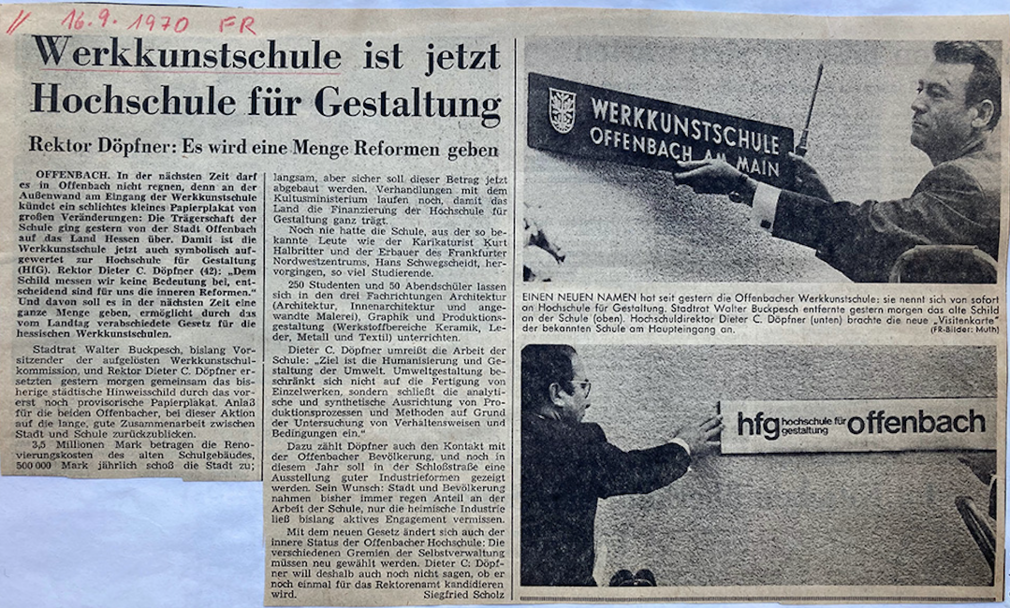 16.9.1970 FR
Werkkunstschule ist jetzt
Hochschule für Gestaltung
Rektor Döpfner: Es wird eine Menge Reformen geben
OFFENBACH. In der nächsten Zeit darf
es in Offenbach nicht regnen, denn an der
Außenwand am Eingang der Werkkunstschule
kündet ein schlichtes kleines Papierplakat von
großen Veränderungen: Die Trägerschaft der
Schule ging gestern von der Stadt Offenbach
auf das Land Hessen über. Damit ist die
Werkkunstschule jetzt auch symbolisch auf-
gewertet zur Hochschule für Gestaltung
(HfG). Rektor Dieter C. Döpfner (42): „Dem
Schild messen wir keine Bedeutung bei, ent-
scheidend sind für uns die inneren Reformen."
Und davon soll es in der nächsten Zeit eine
ganze Menge geben, ermöglicht durch das
vom Landtag verabschiedete Gesetz für die
hessischen Werkkunstschulen.
Stadtrat Walter Buckpesch, bislang Vor-
sitzender der aufgelösten Werkkunstschul-
kommission, und Rektor Dieter C. Döpfner er-
setzten gestern morgen gemeinsam das bis-
herige städtische Hinweisschild durch das vor-
erst noch provisorische Papierplakat. Anlaß
für die beiden Offenbacher, bei dieser Aktion
auf die lange, gute Zusammenarbeit zwischen
Stadt und Schule zurückzublicken.
3,5 Millionen Mark betragen die Reno-
vierungskosten des alten Schulgebäudes,
500 000 Mark jährlich schoß die Stadt zu;
langsam, aber sicher soll dieser Betrag jetzt
abgebaut werden. Verhandlungen mit dem
Kultusministerium laufen noch, damit das
Land die Finanzierung der Hochschule für
Gestaltung ganz trägt.
Noch nie hatte die Schule, aus der so be-
kannte Leute wie der Karikaturist Kurt
Halbritter und der Erbauer des Frankfurter
Nordwestzentrums, Hans Schwegscheidt, her-
vorgingen, so viel Studierende.
250 Studenten und 50 Abendschüler lassen
sich in den drei Fachrichtungen Architektur
(Architektur, Innenarchitektur und ange-
wandte Malerei), Graphik und Produktions-
gestaltung (Werkstoffbereiche Keramik, Le-
der, Metall und Textil) unterrichten.
Dieter C. Döpfner umreißt die Arbeit der
Schule: „Ziel ist die Humanisierung und Ge-
staltung der Umwelt. Umweltgestaltung be-
schränkt sich nicht auf die Fertigung von
Einzelwerken, sondern schließt die analyti-
sche und synthetische Ausrichtung von Pro-
duktionsprozessen und Methoden auf Grund
der Untersuchung von Verhaltensweisen und
Bedingungen ein."
Dazu zählt Döpfner auch den Kontakt mit
der Offenbacher Bevölkerung, und noch in
diesem Jahr soll in der Schloßstraße eine
Ausstellung guter Industrieformen gezeigt
werden. Sein Wunsch: Stadt und Bevölkerung
nahmen bisher immer regen Anteil an der
Arbeit der Schule, nur die heimische Industrie
ließ bislang aktives Engagement vermissen.
Mit dem neuen Gesetz ändert sich auch der
innere Status der Offenbacher Hochschule: Die
verschiedenen Gremien der Selbstverwaltung
müssen neu gewählt werden. Dieter C: Döpf-
ner will deshalb auch noch nicht sagen, ob er
noch einmal für das Rektorenamt kandidieren
wird. Siegfried Scholz
WERKKUNSTSCHULE
OFFENBACH AM MAIN
EINEN NEUEN NAMEN hat seit gestern die Offenbacher Werkkunstschule: sie nennt sich von sofort
an Hochschule für Gestaltung. Stadtrat Walter Buckpesch entfernte gestern morgen das alte Schild
an der Schule (oben). Hochschuldirektor Dieter C. Döpfner (unten) brachte die neue „Visitenkarte"
der bekannten Schule am Haupteingang an. (FR-Bilder: Muth)
hfg hochschule für gestaltung offenbach